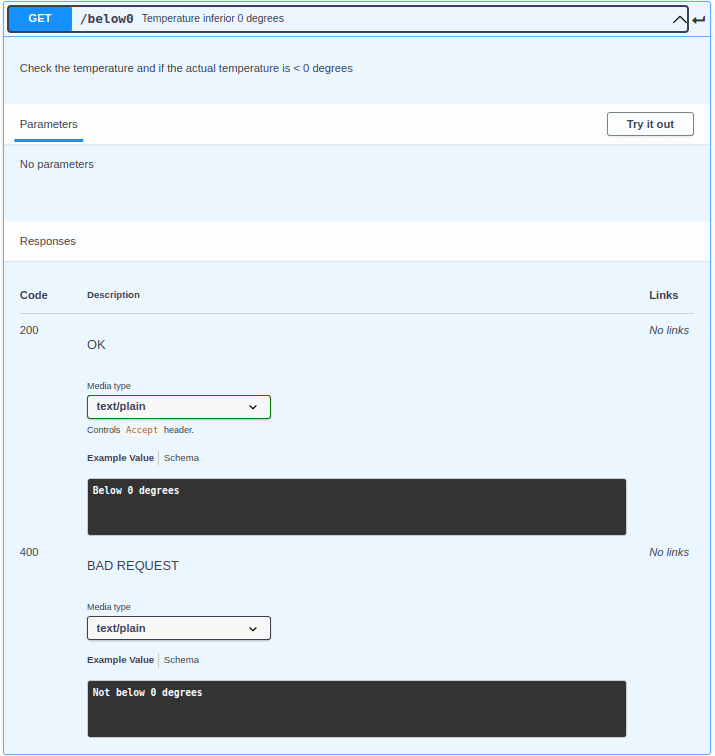 GET /below0 Temperature inferior 0 degrees
Check the temperature and if the actual temperature is < 0 degrees
Parameters Try it out
No parameters
Responses
Code Description Links
200 No links
OK
Media type
text/plain
Controls Accept header.
Example Value Schema
Below 0 degrees
400 No links
BAD REQUEST
Media type
text/plain
Example Value Schema
Not below 0 degrees